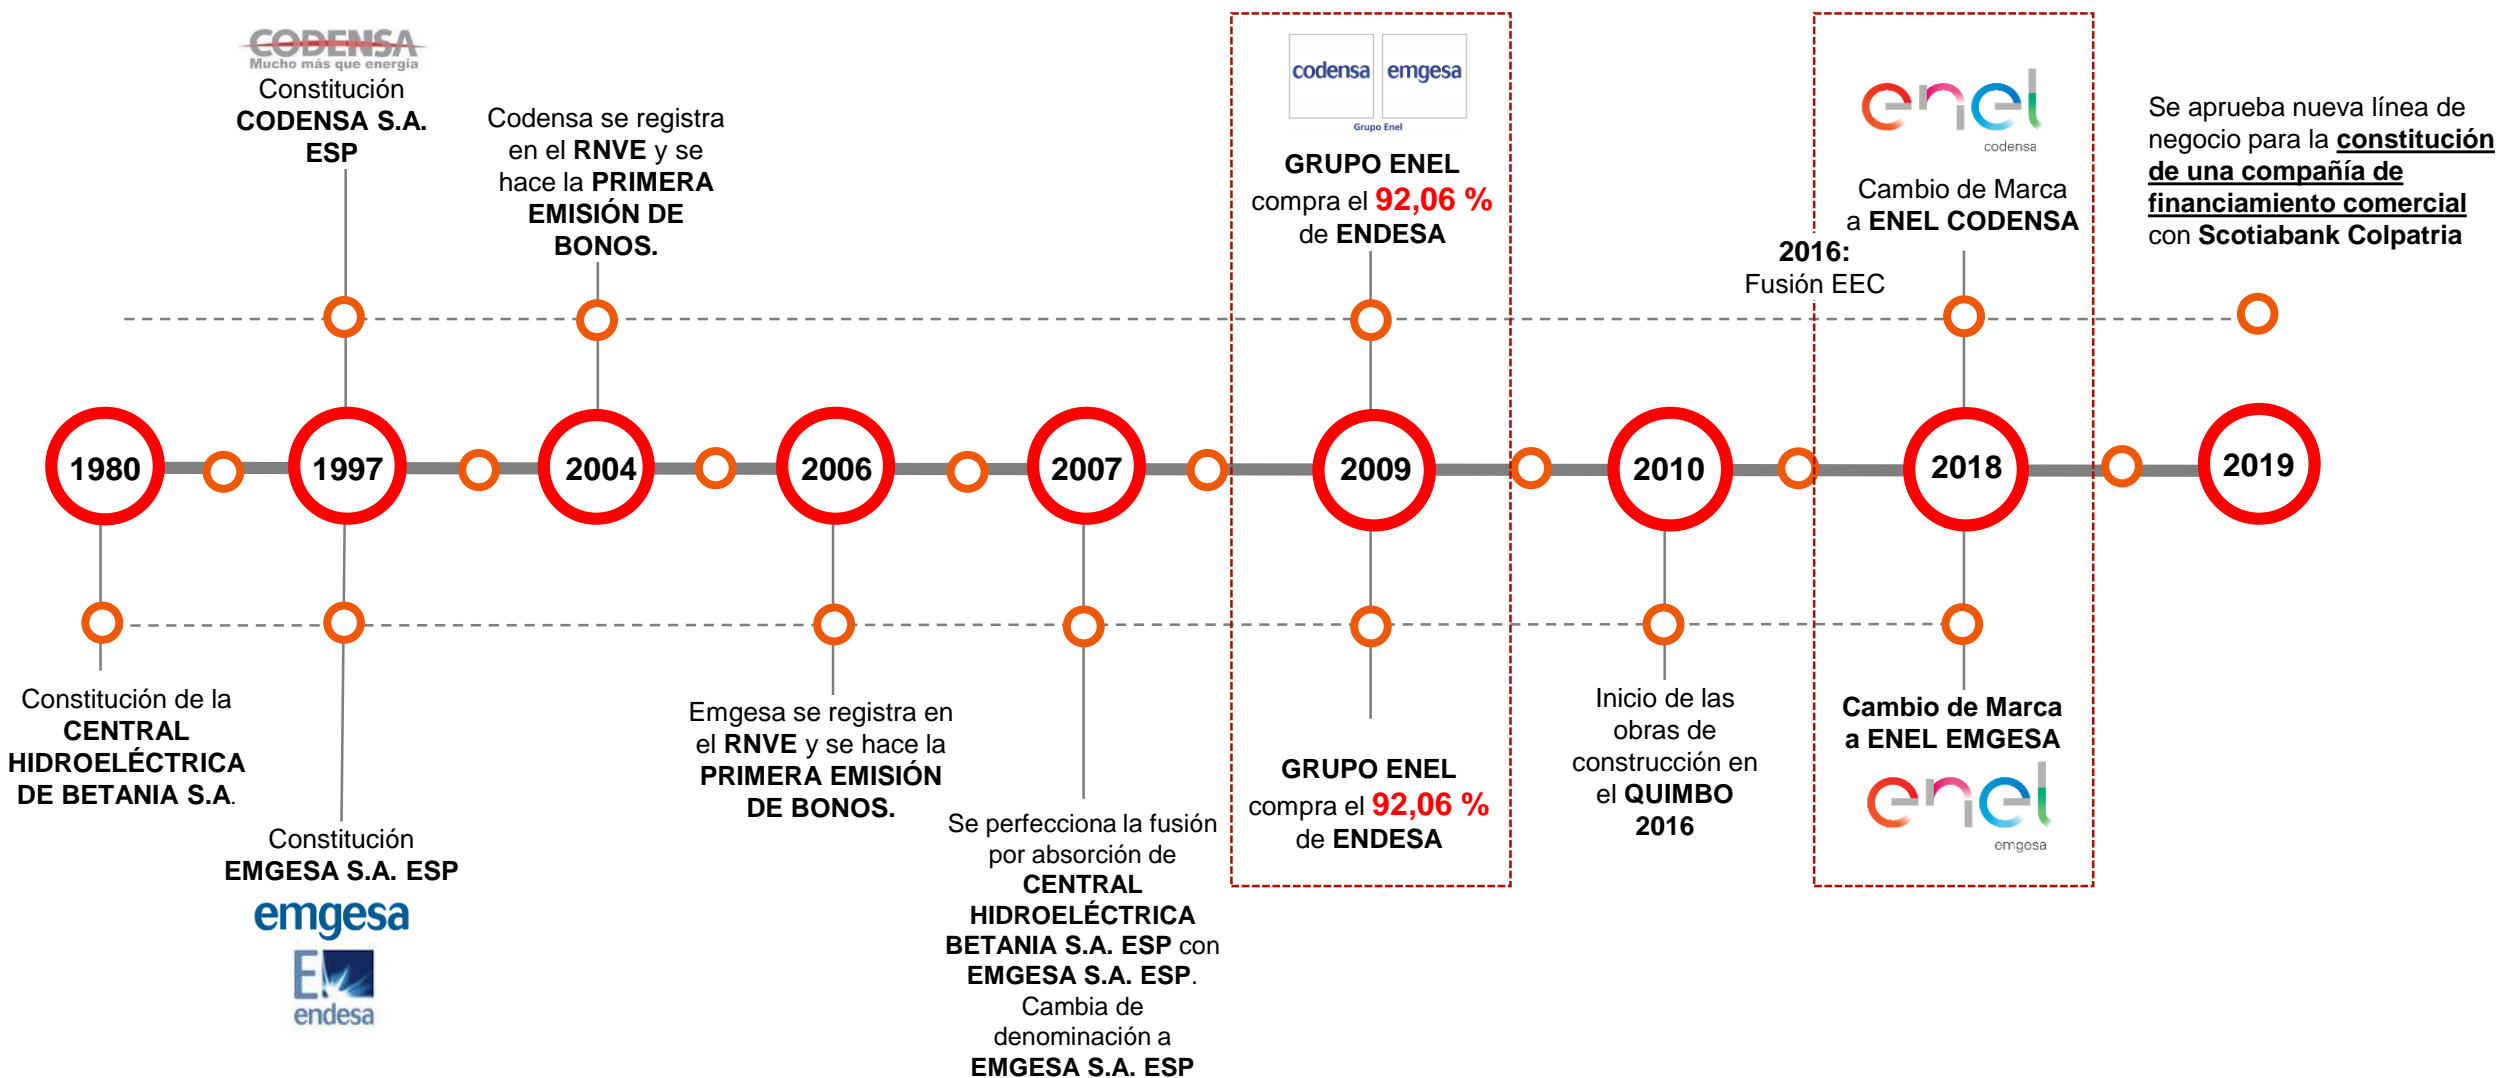 CODENSA
Mucho más que energía
Constitución
CODENSA S.A.
ESP
Codensa se registra
en el RNVE y se
hace la PRIMERA
EMISIÓN DE
BONOS.
codensa
emgesa
Grupo Enel
GRUPO ENEL
compra el 92,06 %
de ENDESA
2016:
Fusión EEC
enel
codensa
Cambio de Marca
a ENEL CODENSA
Se aprueba nueva línea de
negocio para la constitución
de una compañía de
financiamiento comercial
con Scotiabank Colpatria
1980
1997
2004
2006
2007
2009
2010
2018
2019
Constitución de la
CENTRAL
HIDROELÉCTRICA
DE BETANIA S.A.
Constitución
EMGESA S.A. ESP
emgesa
E
endesa
Emgesa se registra en
el RNVE y se hace la
PRIMERA EMISIÓN
DE BONOS.
Se perfecciona la fusión
por absorción de
CENTRAL
HIDROELÉCTRICA
BETANIA S.A. ESP con
EMGESA S.A. ESP.
Cambia de
denominación a
EMGESA S.A. ESP
GRUPO ENEL
compra el 92,06 %
de ENDESA
Inicio de las
obras de
construcción en
el QUIMBO
2016
Cambio de Marca
a ENEL EMGESA
enel
emgesa